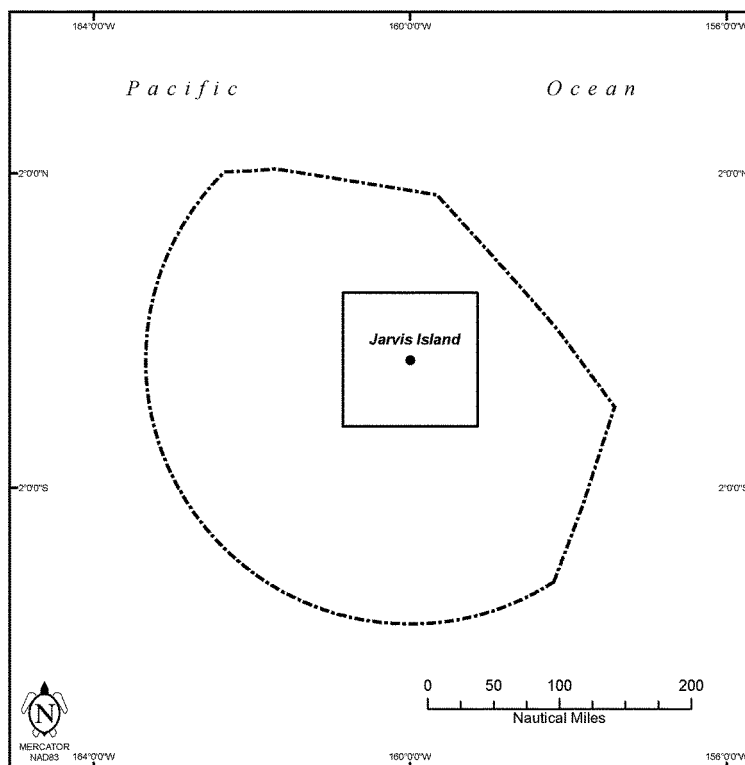 164°0'0"W 160°0'0"W 156°0'0"W
Pacific Ocean
2°0'0"N 2°0'0"N
Jarvis Island
2°0'0"S 2°0'0"S
0 50 100 200
Nautical Miles
N
MERCATOR
NAD83
164°0'0"W 160°0'0"W 156°0'0"W